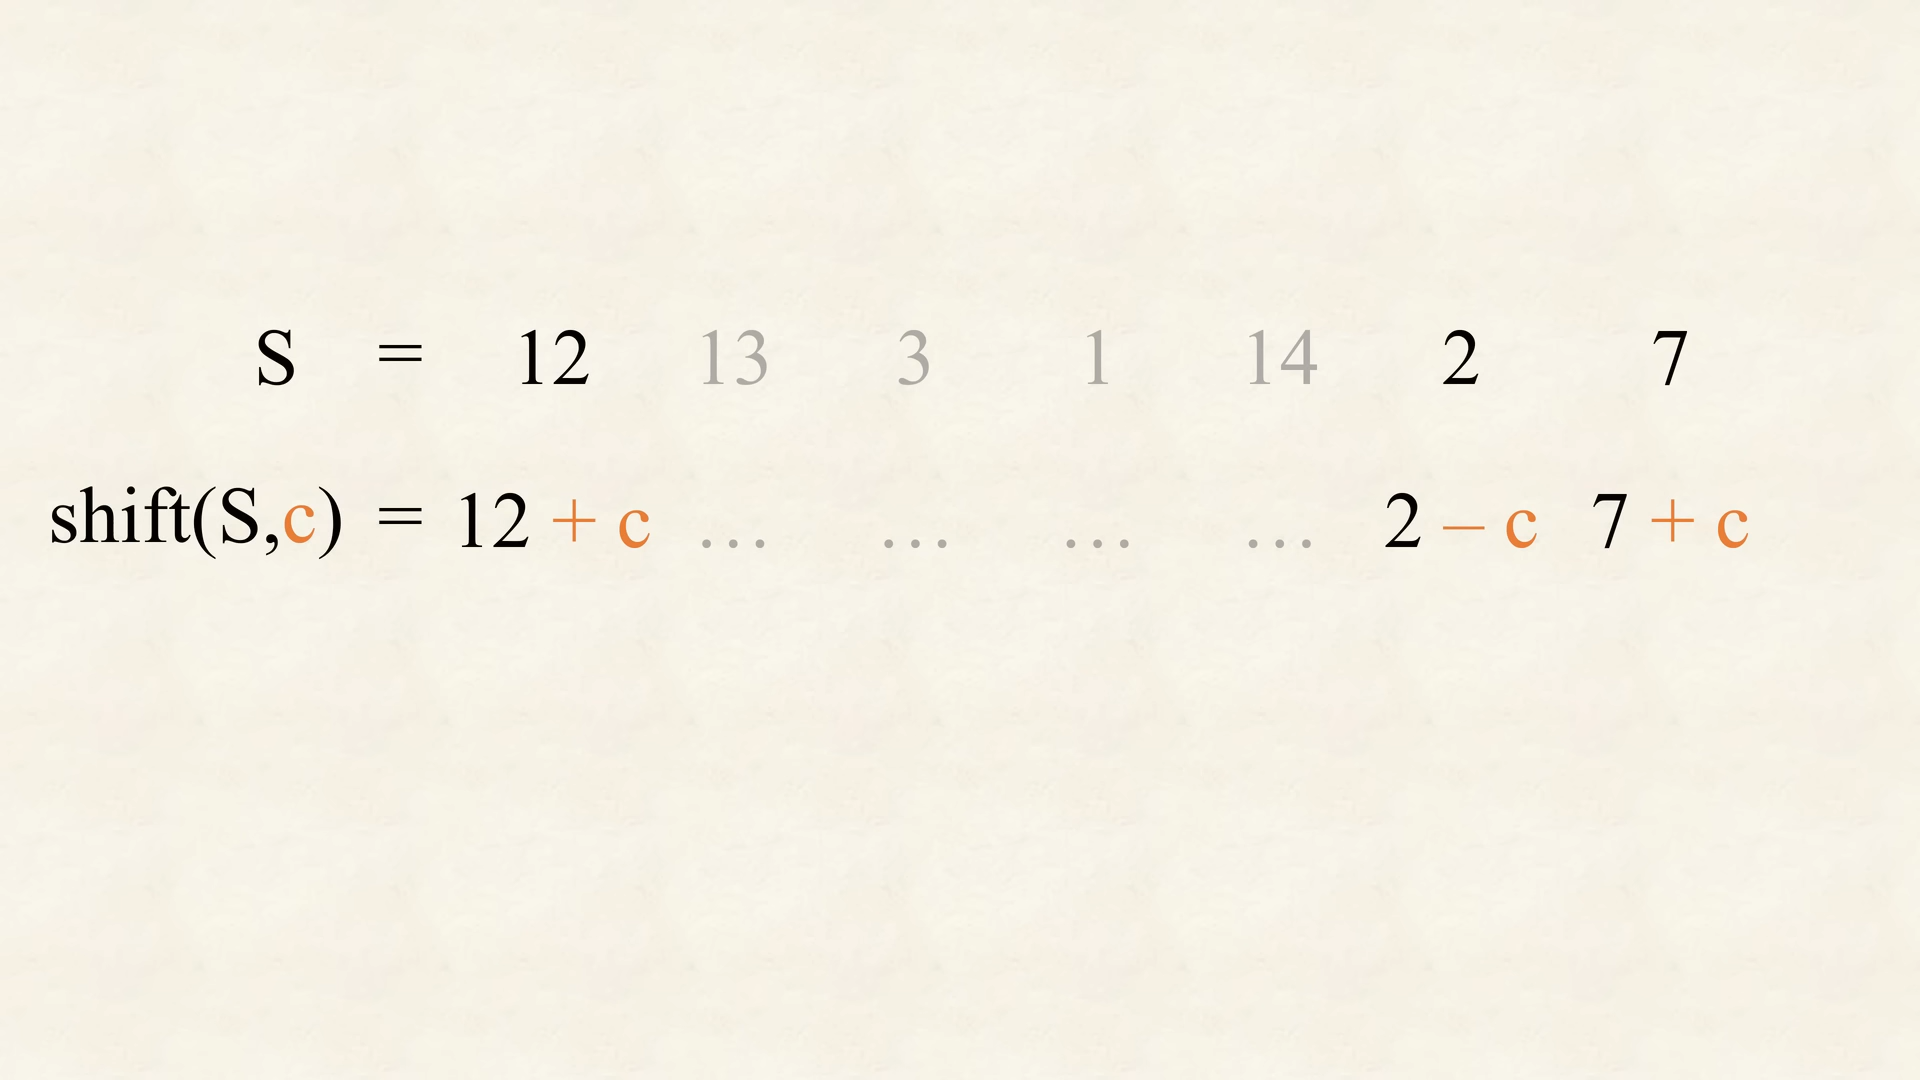 S = 12 13 3 1 14 2 7
shift(S,c) = 12 + c ... ... ... ... 2 – c 7 + c